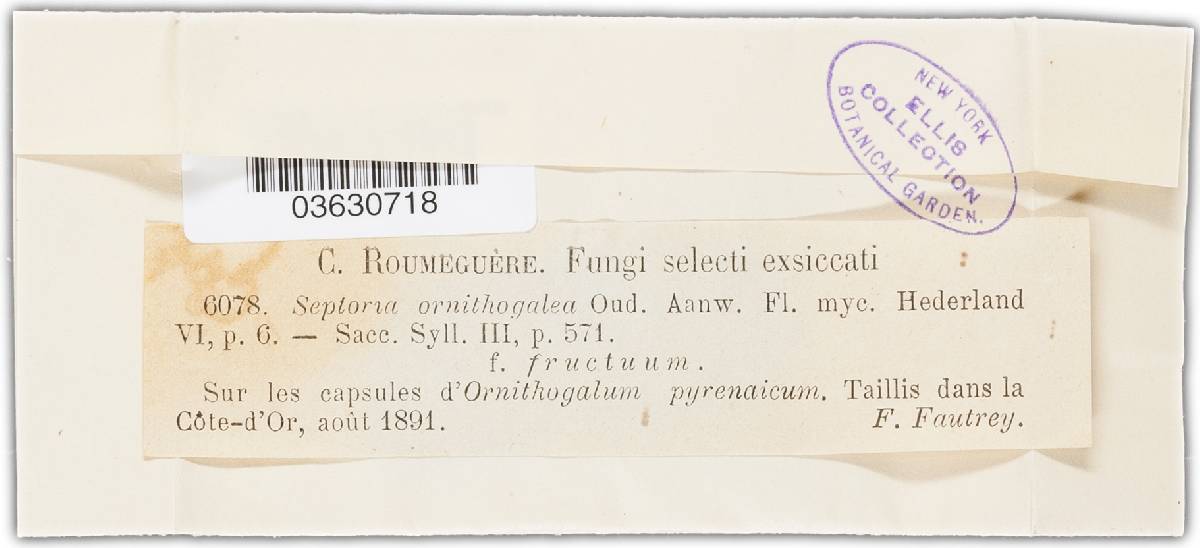 NEW YORK
ELLIS
COLLECTION
BOTANICAL GARDEN.
03630718
C. ROUMEGUÈRE. Fungi selecti exsiccati
6078. Septoria ornithogalea Oud. Aanw. Fl. myc. Hederland
VI, p. 6. — Sacc. Syll. III, p. 571.
f. fructuum.
Sur les capsules d'Ornithogalum pyrenaicum. Taillis dans la
Côte-d'Or, août 1891. F. Fautrey.